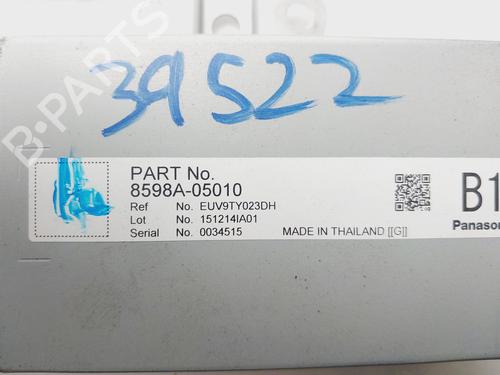 39522
B-PARTS
PART No.
8598A-05010
Ref No. EUV9TY023DH
Lot No. 151214IA01
Serial No. 0034515
MADE IN THAILAND [[G]]
B1
Panaso